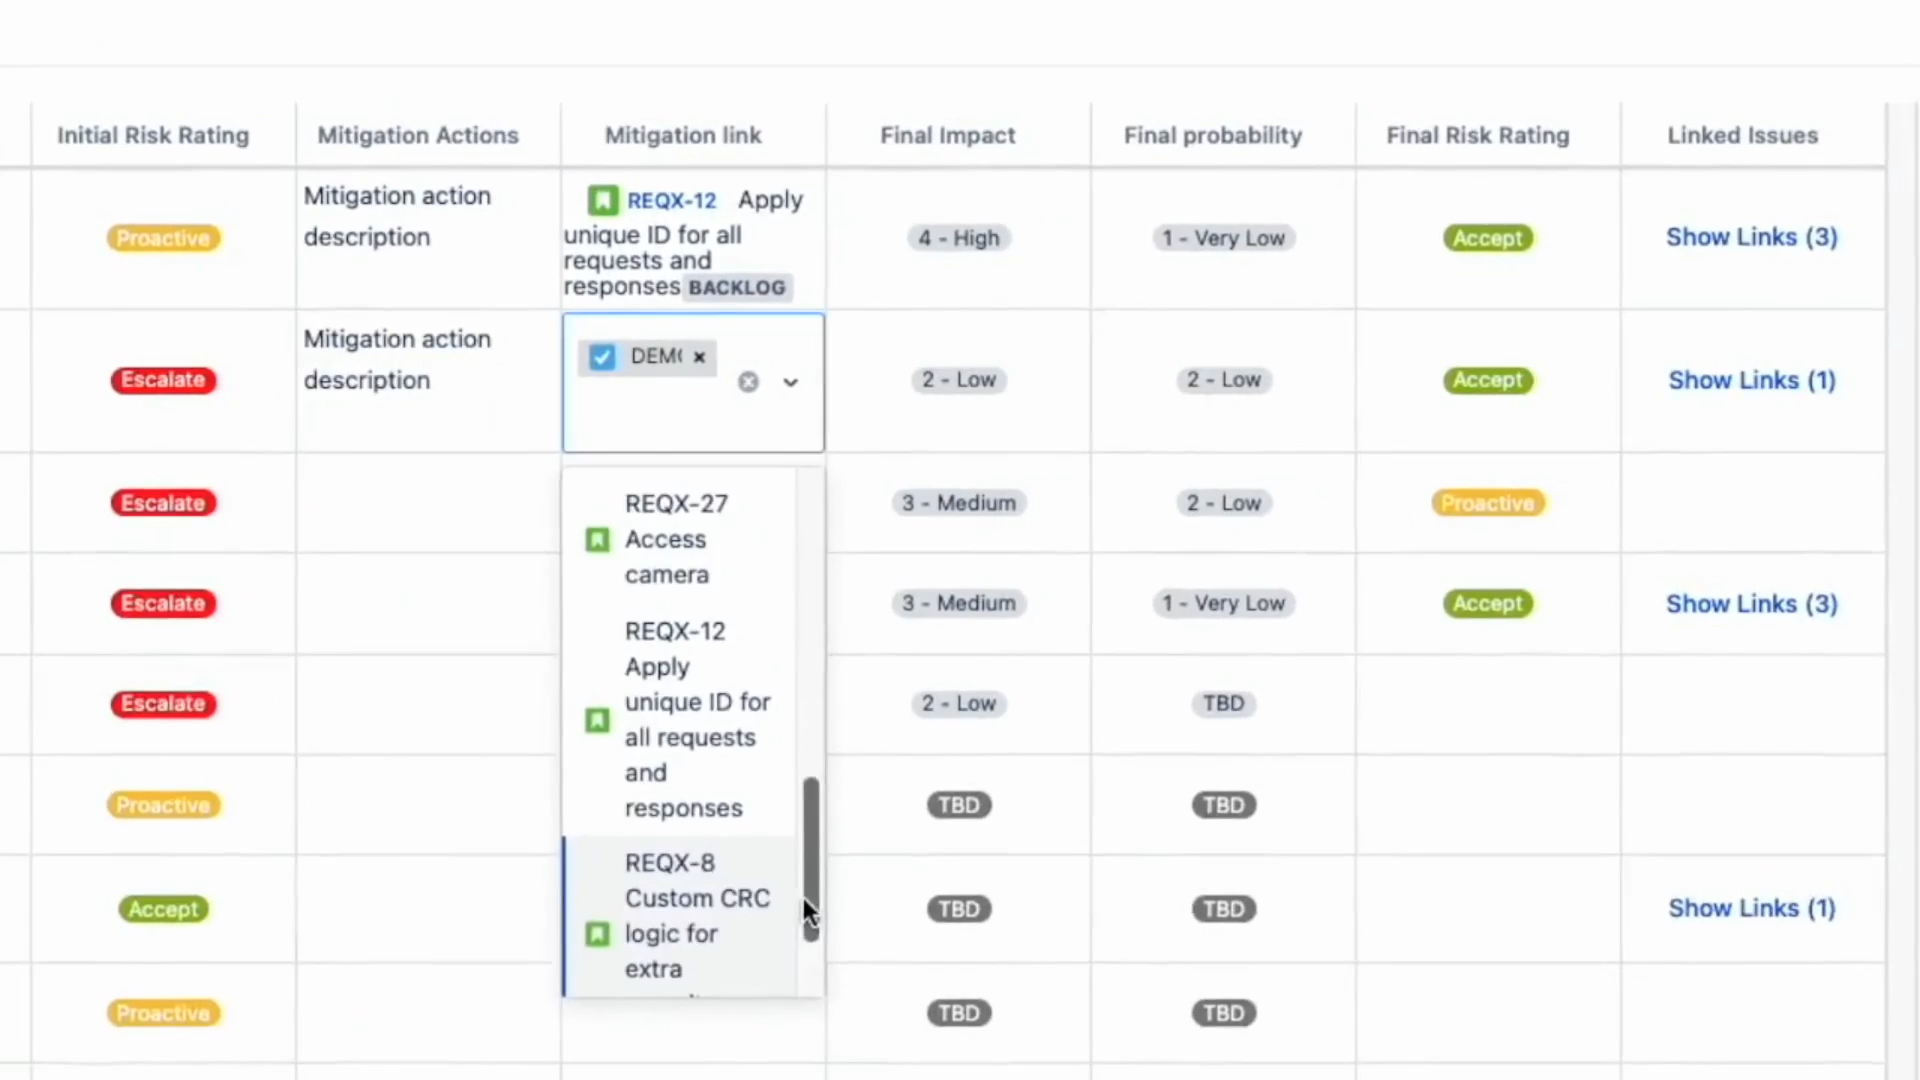 Initial Risk Rating Mitigation Actions Mitigation link Final Impact Final probability Final Risk Rating Linked Issues
Proactive
Mitigation action
description
REQX-12 Apply
unique ID for all
requests and
responses BACKLOG
4 - High
1 - Very Low
Accept
Show Links (3)
Escalate
Mitigation action
description
DEM
2 - Low
2 - Low
Accept
Show Links (1)
Escalate
3 - Medium
2 - Low
Proactive
Escalate
3 - Medium
1 - Very Low
Accept
Show Links (3)
Escalate
2 - Low
TBD
Proactive
TBD
TBD
Accept
TBD
TBD
Show Links (1)
Proactive
TBD
TBD
REQX-27
Access
camera
REQX-12
Apply
unique ID for
all requests
and
responses
REQX-8
Custom CRC
logic for
extra